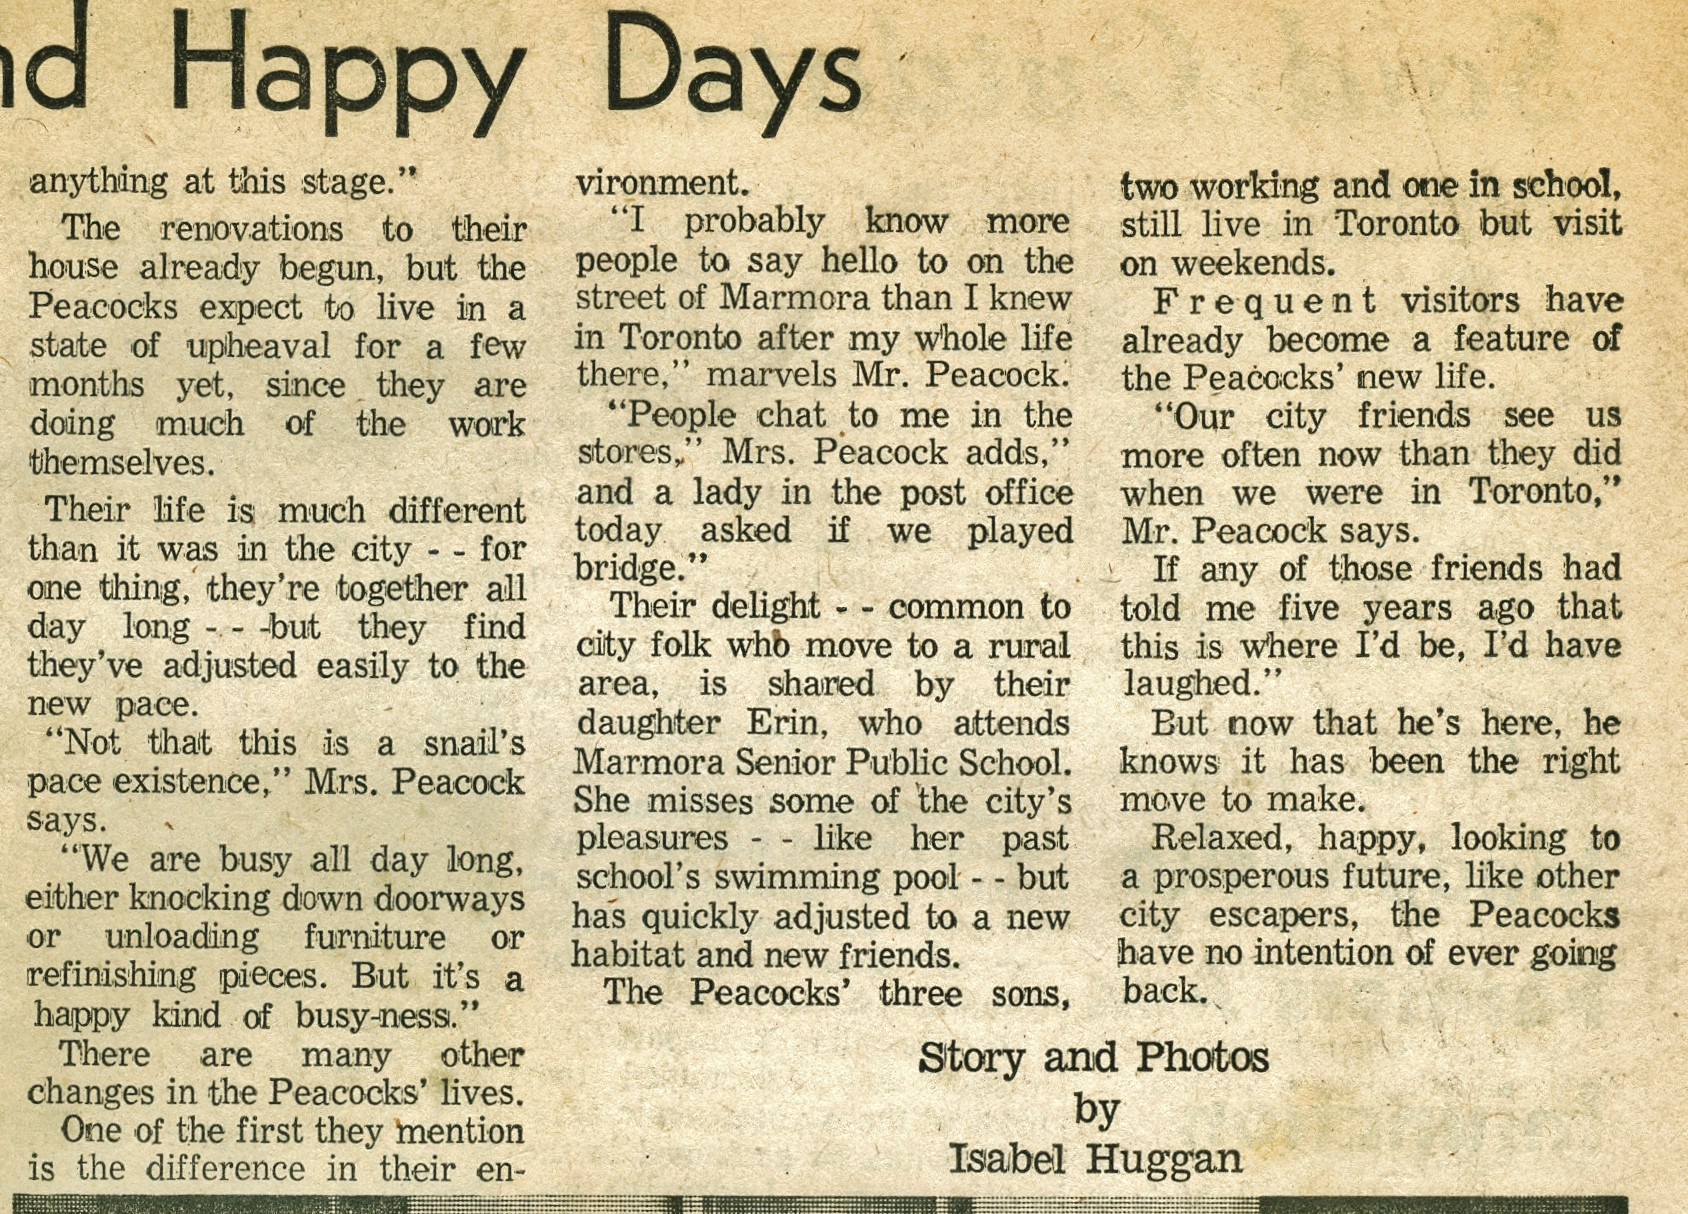 nd Happy Days
anything at this stage."
The renovations to their
house already begun, but the
Peacocks expect to live in a
state of upheaval for a few
months yet, since they are
doing much of the work
themselves.
Their life is much different
than it was in the city - - for
one thing, they're together all
day long - - -but they find
they've adjusted easily to the
new pace.
"Not that this is a snail's
pace existence," Mrs. Peacock
says.
"We are busy all day long,
either knocking down doorways
or unloading furniture or
refinishing pieces. But it's a
happy kind of busy-ness."
There are many other
changes in the Peacocks' lives.
One of the first they mention
is the difference in their en-
vironment.
"I probably know more
people to say hello to on the
street of Marmora than I knew
in Toronto after my whole life
there," marvels Mr. Peacock.
"People chat to me in the
stores," Mrs. Peacock adds,"
and a lady in the post office
today asked if we played
bridge."
Their delight - - common to
city folk who move to a rural
area, is shared by their
daughter Erin, who attends
Marmora Senior Public School.
She misses some of the city's
pleasures - - like her past
school's swimming pool - - but
has quickly adjusted to a new
habitat and new friends.
The Peacocks' three sons,
two working and one in school,
still live in Toronto but visit
on weekends.
Frequent visitors have
already become a feature of
the Peacocks' new life.
"Our city friends see us
more often now than they did
when we were in Toronto,"
Mr. Peacock says.
If any of those friends had
told me five years ago that
this is where I'd be, I'd have
laughed."
But now that he's here, he
knows it has been the right
move to make.
Relaxed, happy, looking to
a prosperous future, like other
city escapers, the Peacocks
have no intention of ever going
back.
Story and Photos
by
Isabel Huggan